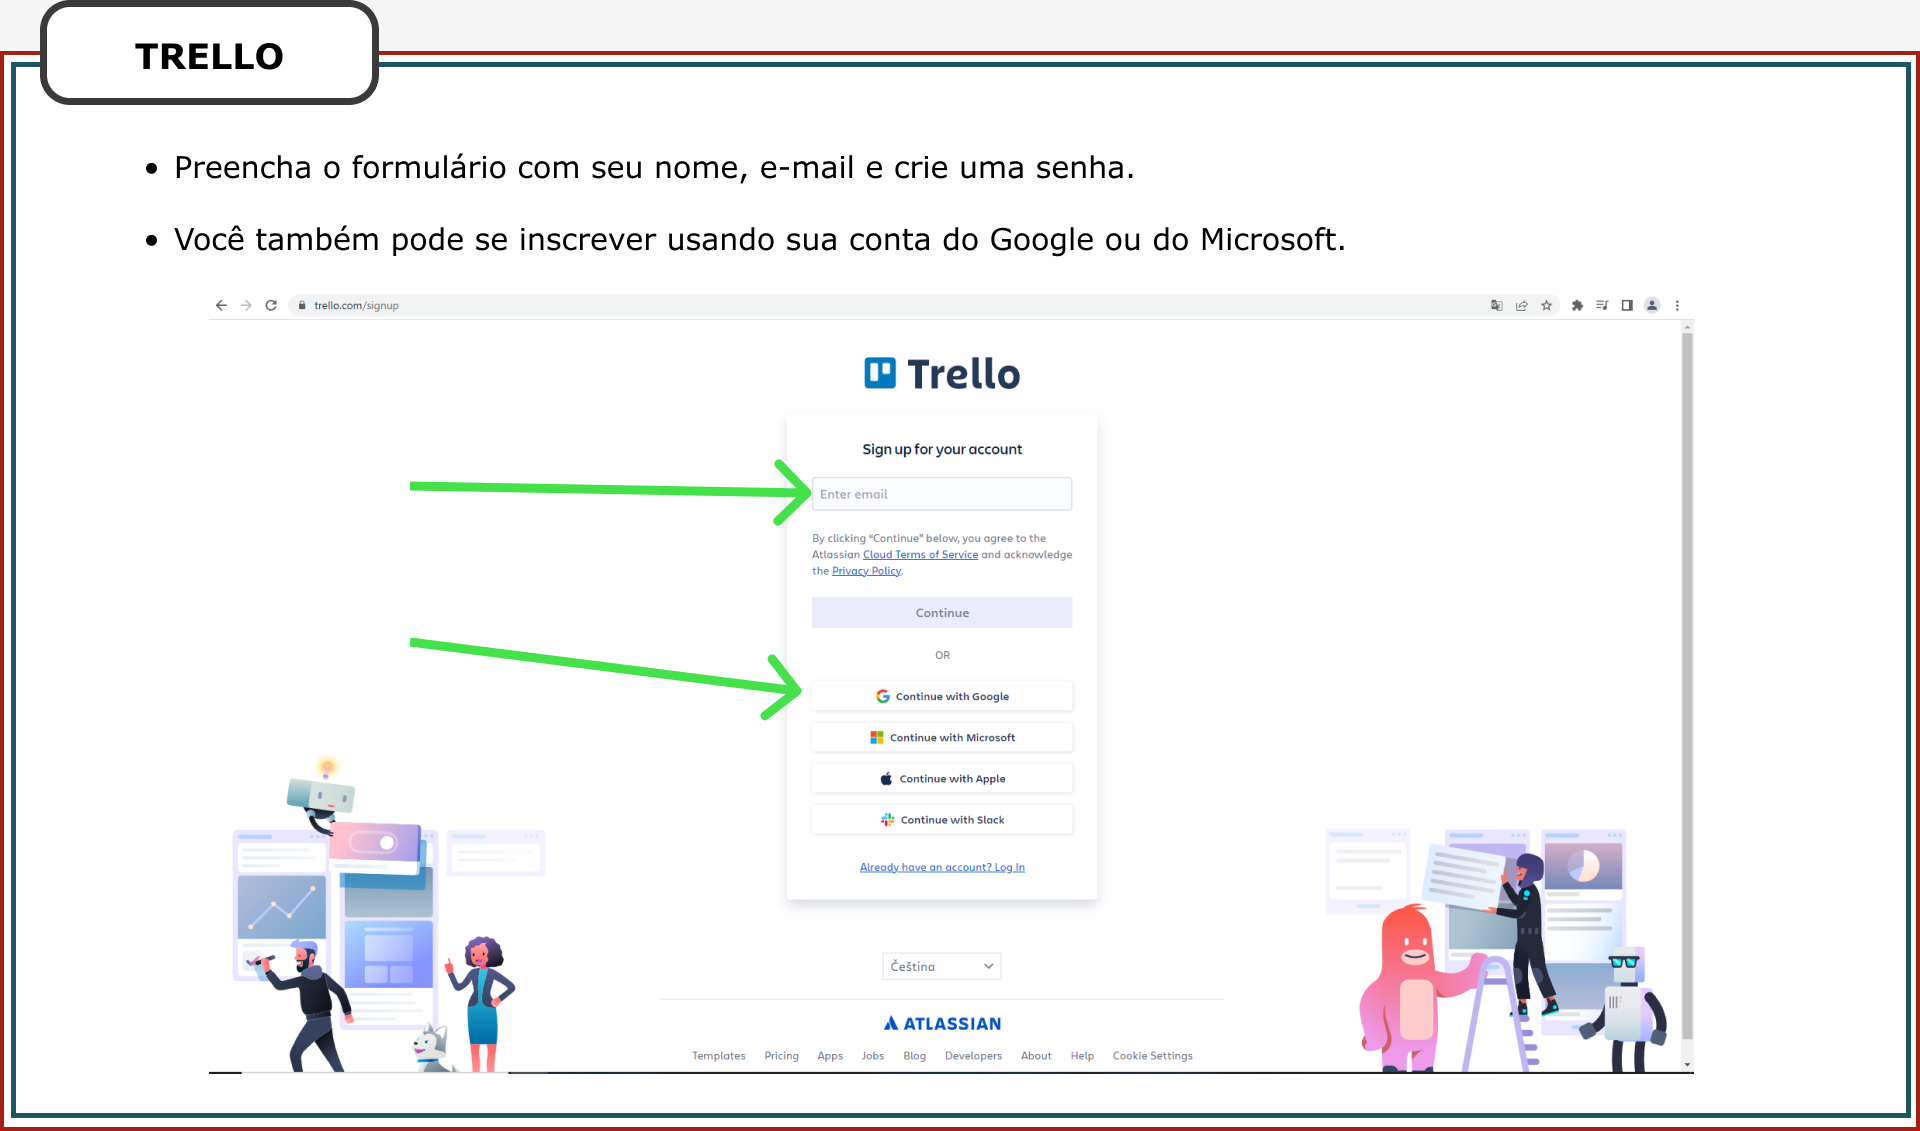 TRELLO
• Preencha o formulário com seu nome, e-mail e crie uma senha.
• Você também pode se inscrever usando sua conta do Google ou do Microsoft.
trello.com/signup
Trello
Sign up for your account
Enter email
By clicking “Continue” below, you agree to the
Atlassian Cloud Terms of Service and acknowledge
the Privacy Policy.
Continue
OR
Continue with Google
Continue with Microsoft
Continue with Apple
Continue with Slack
Already have an account? Log In
Čeština
ATLASSIAN
Templates Pricing Apps Jobs Blog Developers About Help Cookie Settings